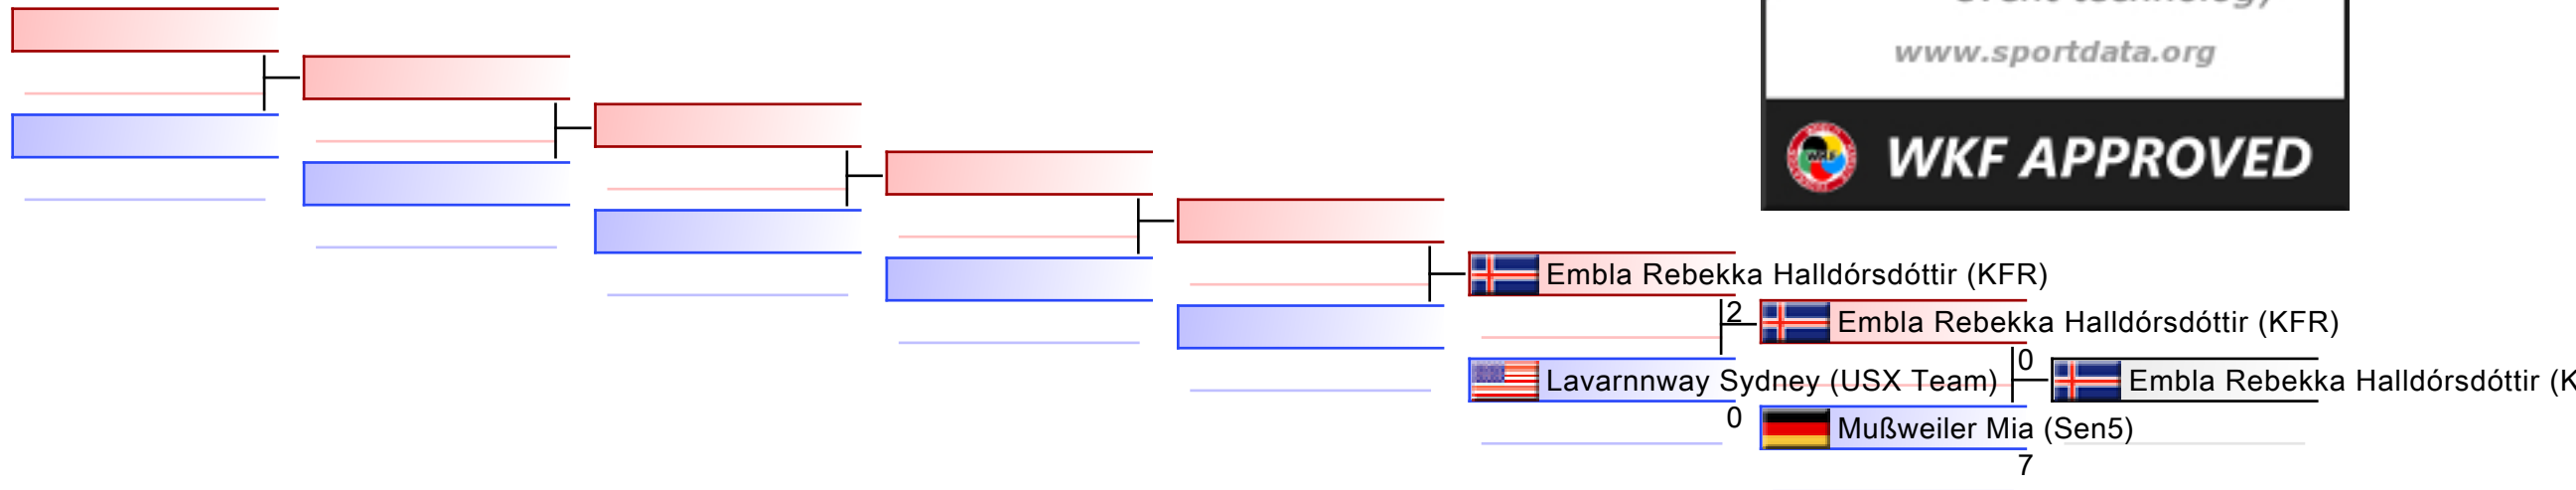 www.sportdata.org
WKF APPROVED
Embla Rebekka Halldórsdóttir (KFR)
2
Embla Rebekka Halldórsdóttir (KFR)
0
Lavarnnway Sydney (USX Team)
Embla Rebekka Halldórsdóttir (K
0
Mußweiler Mia (Sen5)
7